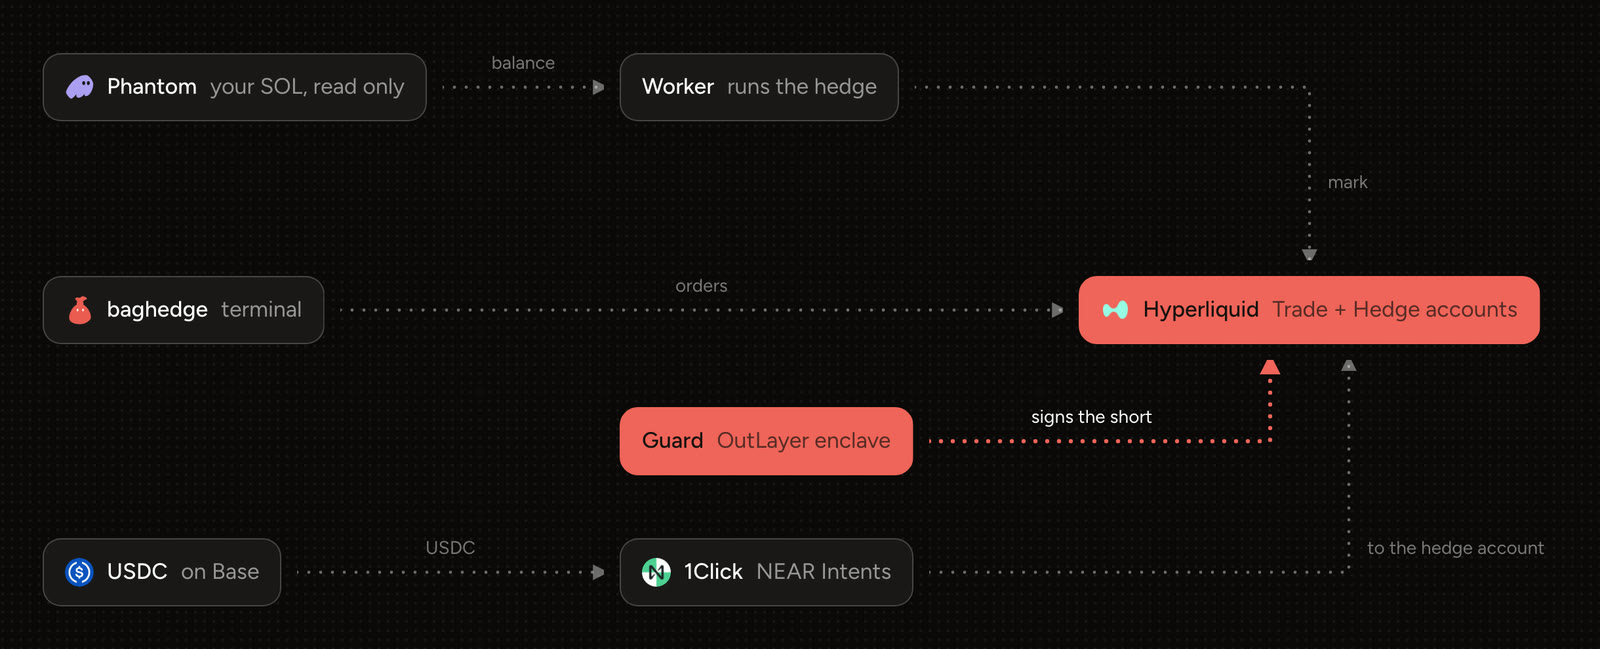 balance
Phantom your SOL, read only
Worker runs the hedge
mark
orders
baghedge terminal
Hyperliquid Trade + Hedge accounts
signs the short
Guard OutLayer enclave
USDC
to the hedge account
USDC on Base
1Click NEAR Intents